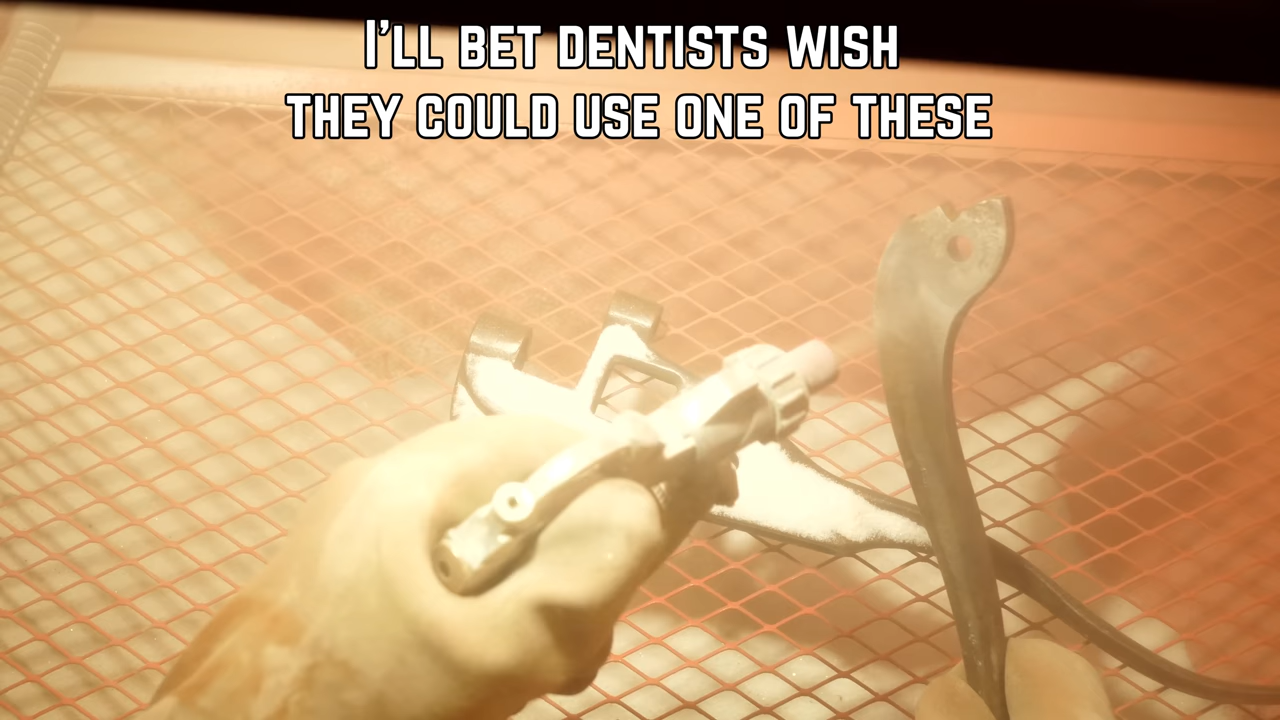 I'LL BET DENTISTS WISH
THEY COULD USE ONE OF THESE